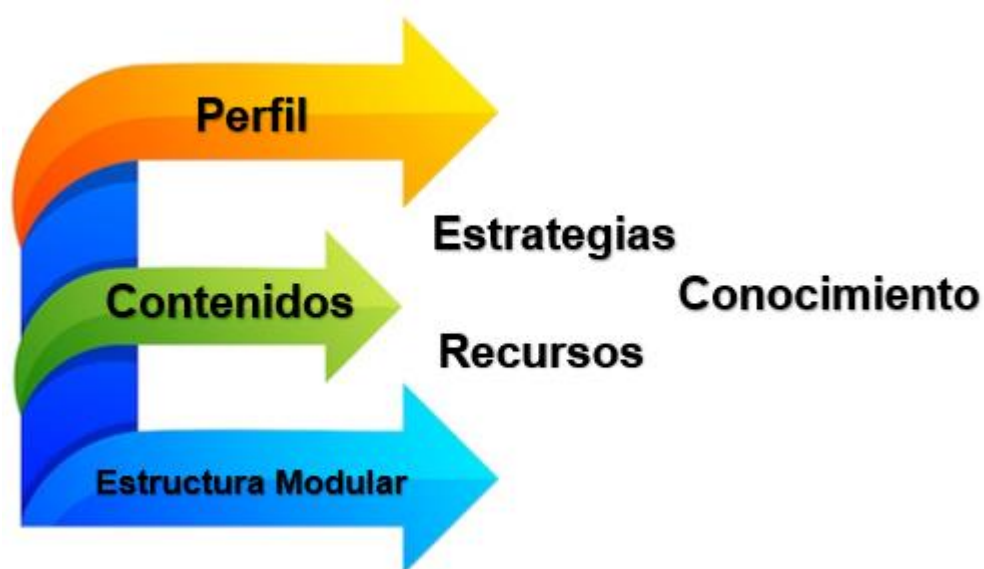 Perfil
Estrategias
Conocimiento
Contenidos
Recursos
Estructura Modular